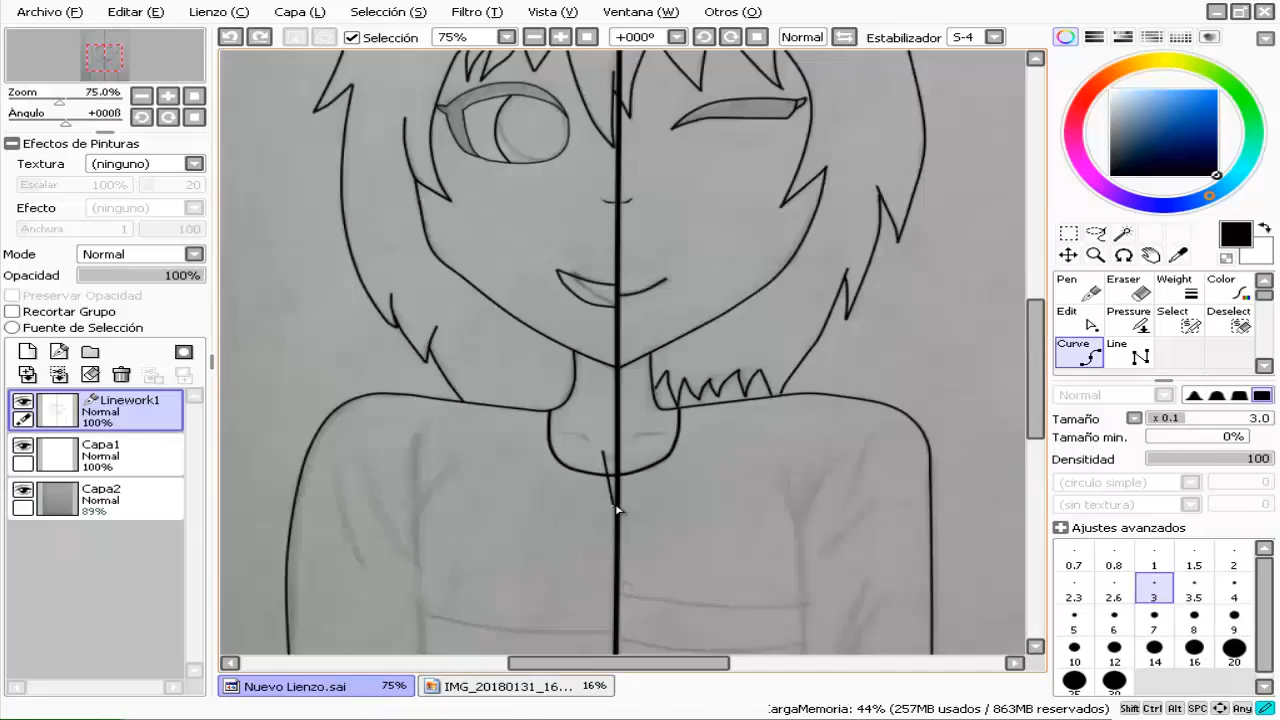 Archivo (F) Editar (E) Lienzo (C) Capa (L) Selección (S) Filtro (T) Vista (V) Ventana (W) Otros (O)
Selección 75% +000º Normal Estabilizador S-4
Zoom 75.0%
Ángulo +000ß
Efectos de Pinturas
Textura (ninguno)
Escalar 100% 20
Efecto (ninguno)
Anchura 1 100
Mode Normal
Opacidad 100%
Preservar Opacidad
Recortar Grupo
Fuente de Selección
Linework1
Normal
100%
Capa1
Normal
100%
Capa2
Normal
89%
Pen Eraser Weight Color
Edit Pressure Select Deselect
Curve Line
Normal
Tamaño x 0.1 3.0
Tamaño min. 0%
Densitidad 100
(circulo simple) 0
(sin textura) 0
Ajustes avanzados
0.7 0.8 1 1.5 2
2.3 2.6 3 3.5 4
5 6 7 8 9
10 12 14 16 20
Nuevo Lienzo.sai 75% IMG_20180131_16... 16%
CargaMemoria: 44% (257MB usados / 863MB reservados) Shift Ctrl Alt SPC Any